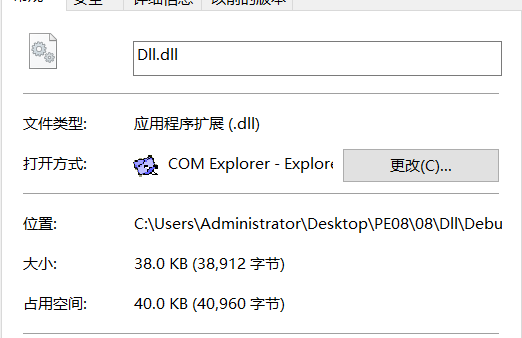 常规 安全 详细信息 以前的版本
Dll.dll
文件类型: 应用程序扩展 (.dll)
打开方式: COM Explorer - Explore 更改(C)...
位置: C:\Users\Administrator\Desktop\PE08\08\Dll\Debu
大小: 38.0 KB (38,912 字节)
占用空间: 40.0 KB (40,960 字节)